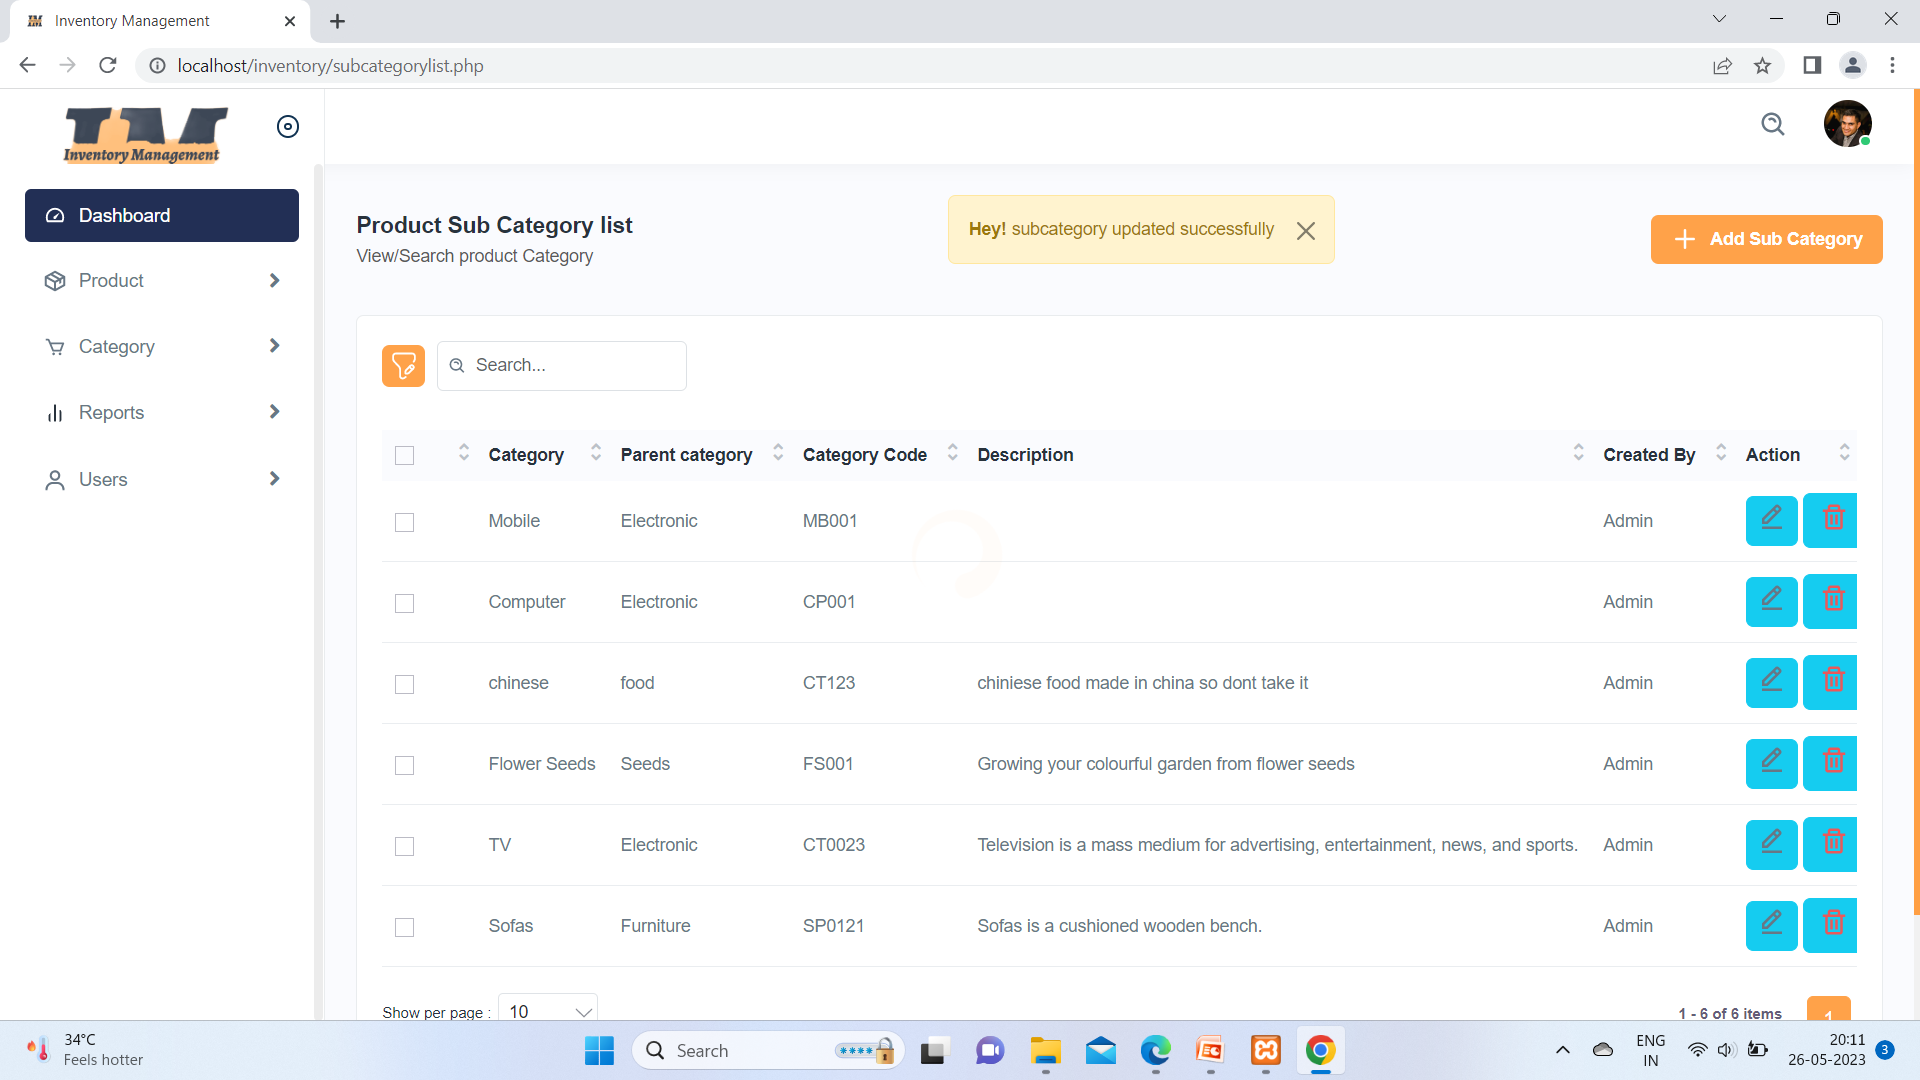 Inventory Management
localhost/inventory/subcategorylist.php
IM
Inventory Management
Dashboard
Product
Category
Reports
Users
Product Sub Category list
View/Search product Category
Hey! subcategory updated successfully
Add Sub Category
Search...
Category Parent category Category Code Description Created By Action
Mobile Electronic MB001 Admin
Computer Electronic CP001 Admin
chinese food CT123 chiniese food made in china so dont take it Admin
Flower Seeds Seeds FS001 Growing your colourful garden from flower seeds Admin
TV Electronic CT0023 Television is a mass medium for advertising, entertainment, news, and sports. Admin
Sofas Furniture SP0121 Sofas is a cushioned wooden bench. Admin
Show per page : 10
1 - 6 of 6 items 1
34°C
Feels hotter
Search
****
ENG
IN
20:11
26-05-2023
3